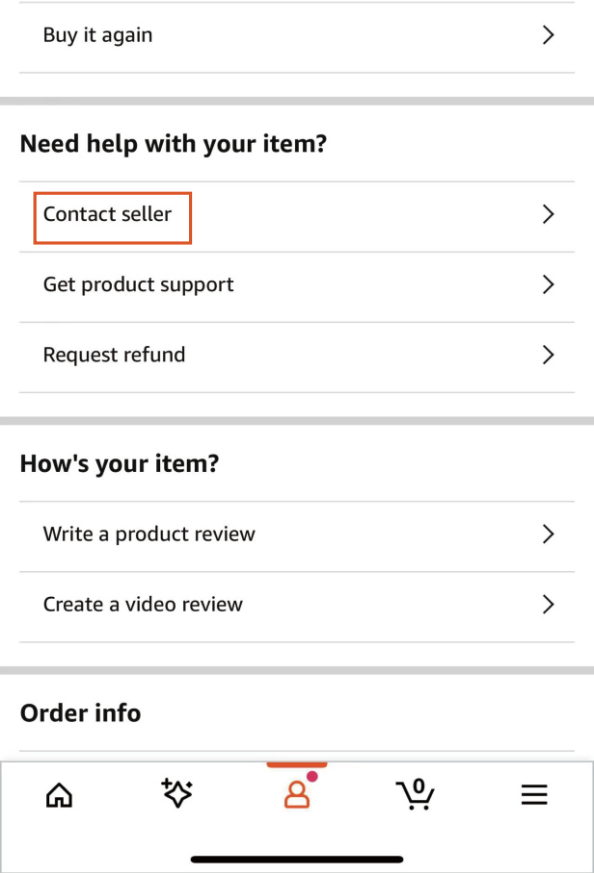 Buy it again
Need help with your item?
Contact seller
Get product support
Request refund
How's your item?
Write a product review
Create a video review
Order info
0